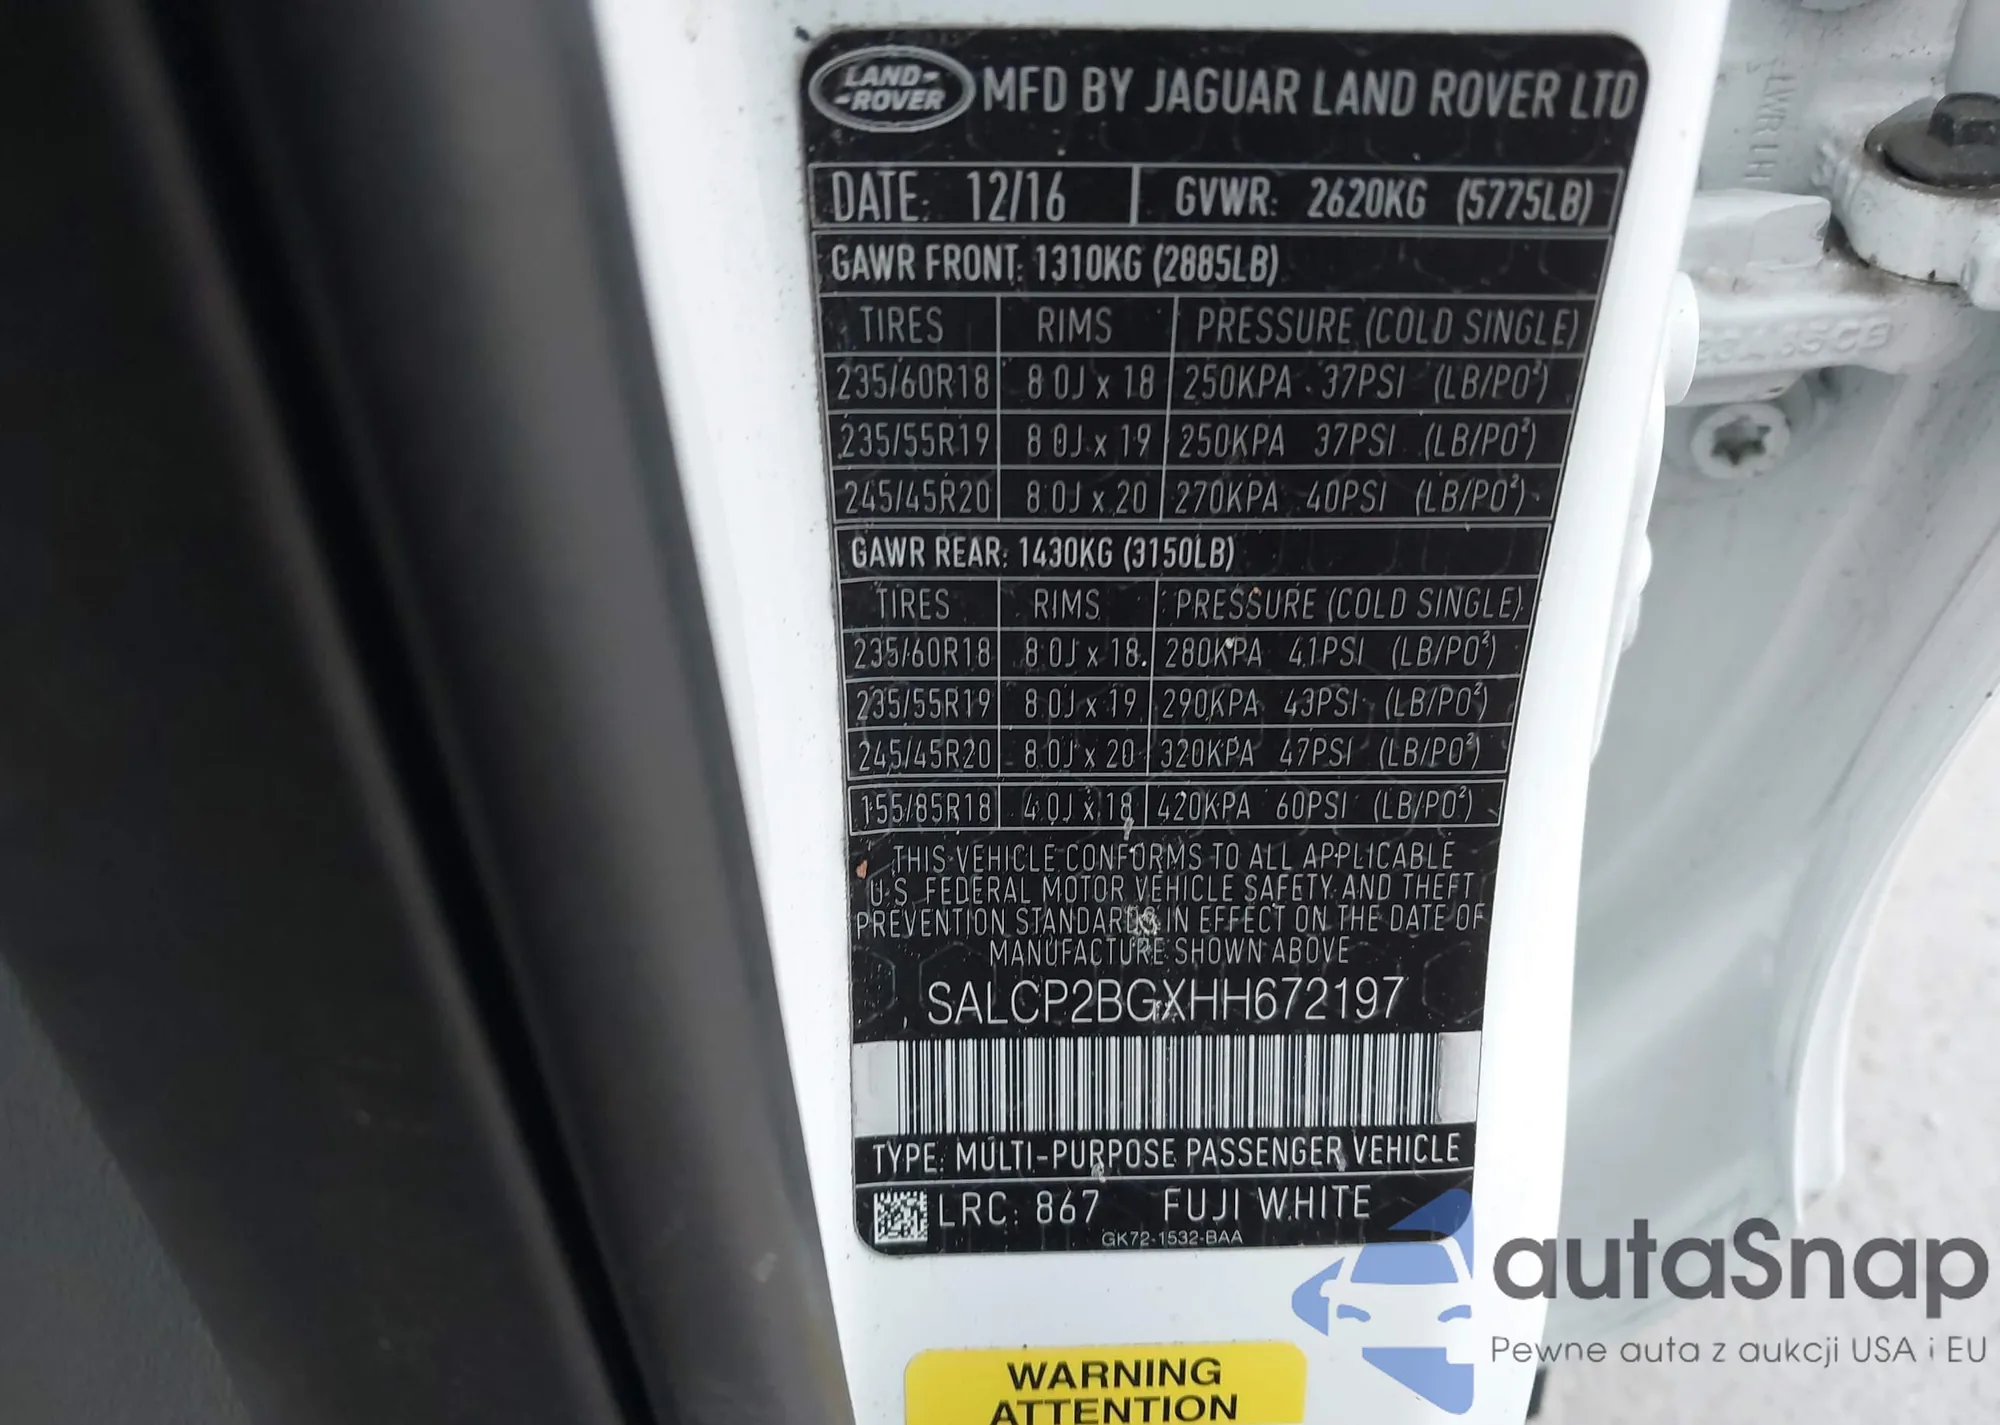 LAND-
-ROVER
MFD BY JAGUAR LAND ROVER LTD
DATE: 12/16 GVWR: 2620KG (5775LB)
GAWR FRONT: 1310KG (2885LB)
TIRES RIMS PRESSURE (COLD SINGLE)
235/60R18 8.0J x 18 250KPA 37PSI (LB/PO²)
235/55R19 8.0J x 19 250KPA 37PSI (LB/PO²)
245/45R20 8.0J x 20 270KPA 40PSI (LB/PO²)
GAWR REAR: 1430KG (3150LB)
TIRES RIMS PRESSURE (COLD SINGLE)
235/60R18 8.0J x 18 280KPA 41PSI (LB/PO²)
235/55R19 8.0J x 19 290KPA 43PSI (LB/PO²)
245/45R20 8.0J x 20 320KPA 47PSI (LB/PO²)
155/85R18 4.0J x 18 420KPA 60PSI (LB/PO²)
THIS VEHICLE CONFORMS TO ALL APPLICABLE
U.S. FEDERAL MOTOR VEHICLE SAFETY AND THEFT
PREVENTION STANDARDS IN EFFECT ON THE DATE OF
MANUFACTURE SHOWN ABOVE
SALCP2BGXHH672197
TYPE: MULTI-PURPOSE PASSENGER VEHICLE
LRC: 867 FUJI WHITE
GK72-1532-BAA
WARNING
ATTENTION
autaSnap
Pewne auta z aukcji USA i EU